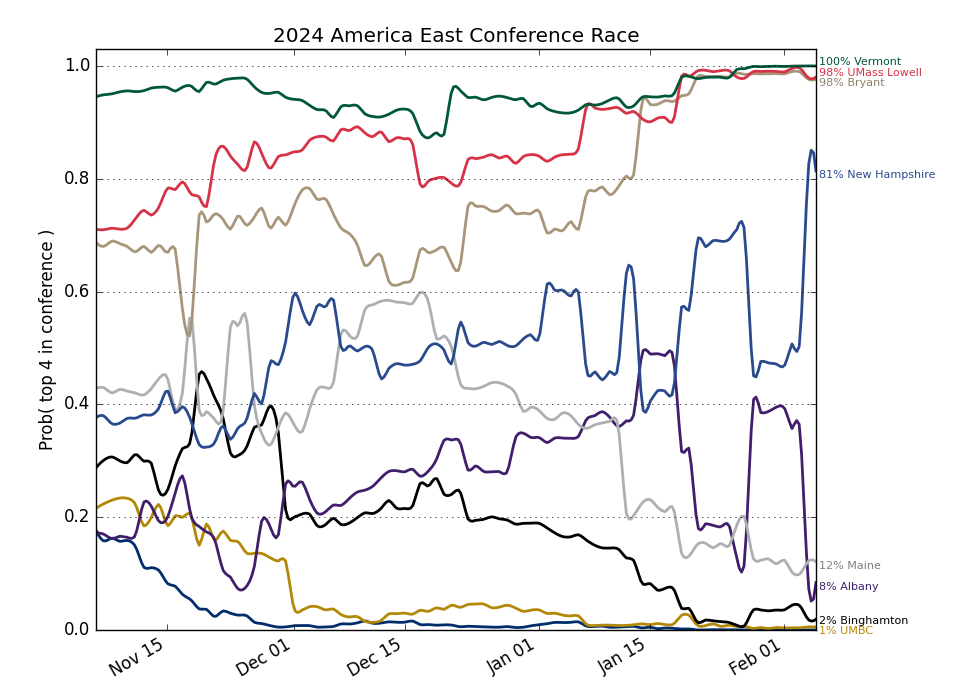 2024 America East Conference Race
Prob( top 4 in conference )
1.0
0.8
0.6
0.4
0.2
0.0
Nov 15
Dec 01
Dec 15
Jan 01
Jan 15
Feb 01
100% Vermont
98% UMass Lowell
98% Bryant
81% New Hampshire
12% Maine
8% Albany
2% Binghamton
1% UMBC